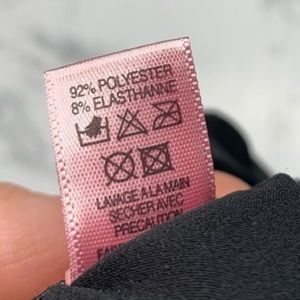 92% POLYESTER
8% ELASTHANNE
LAVAGE A LA MAIN
SECHER AVEC
PRECAUTION